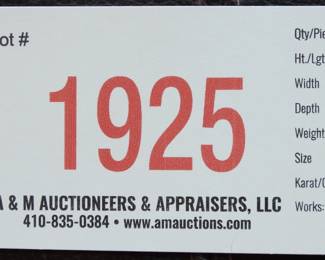 ot #
1925
A & M AUCTIONEERS & APPRAISERS, LLC
410-835-0384 • www.amauctions.com
Qty/Pie
Ht./Lgt
Width
Depth
Weight
Size
Karat/
Works: